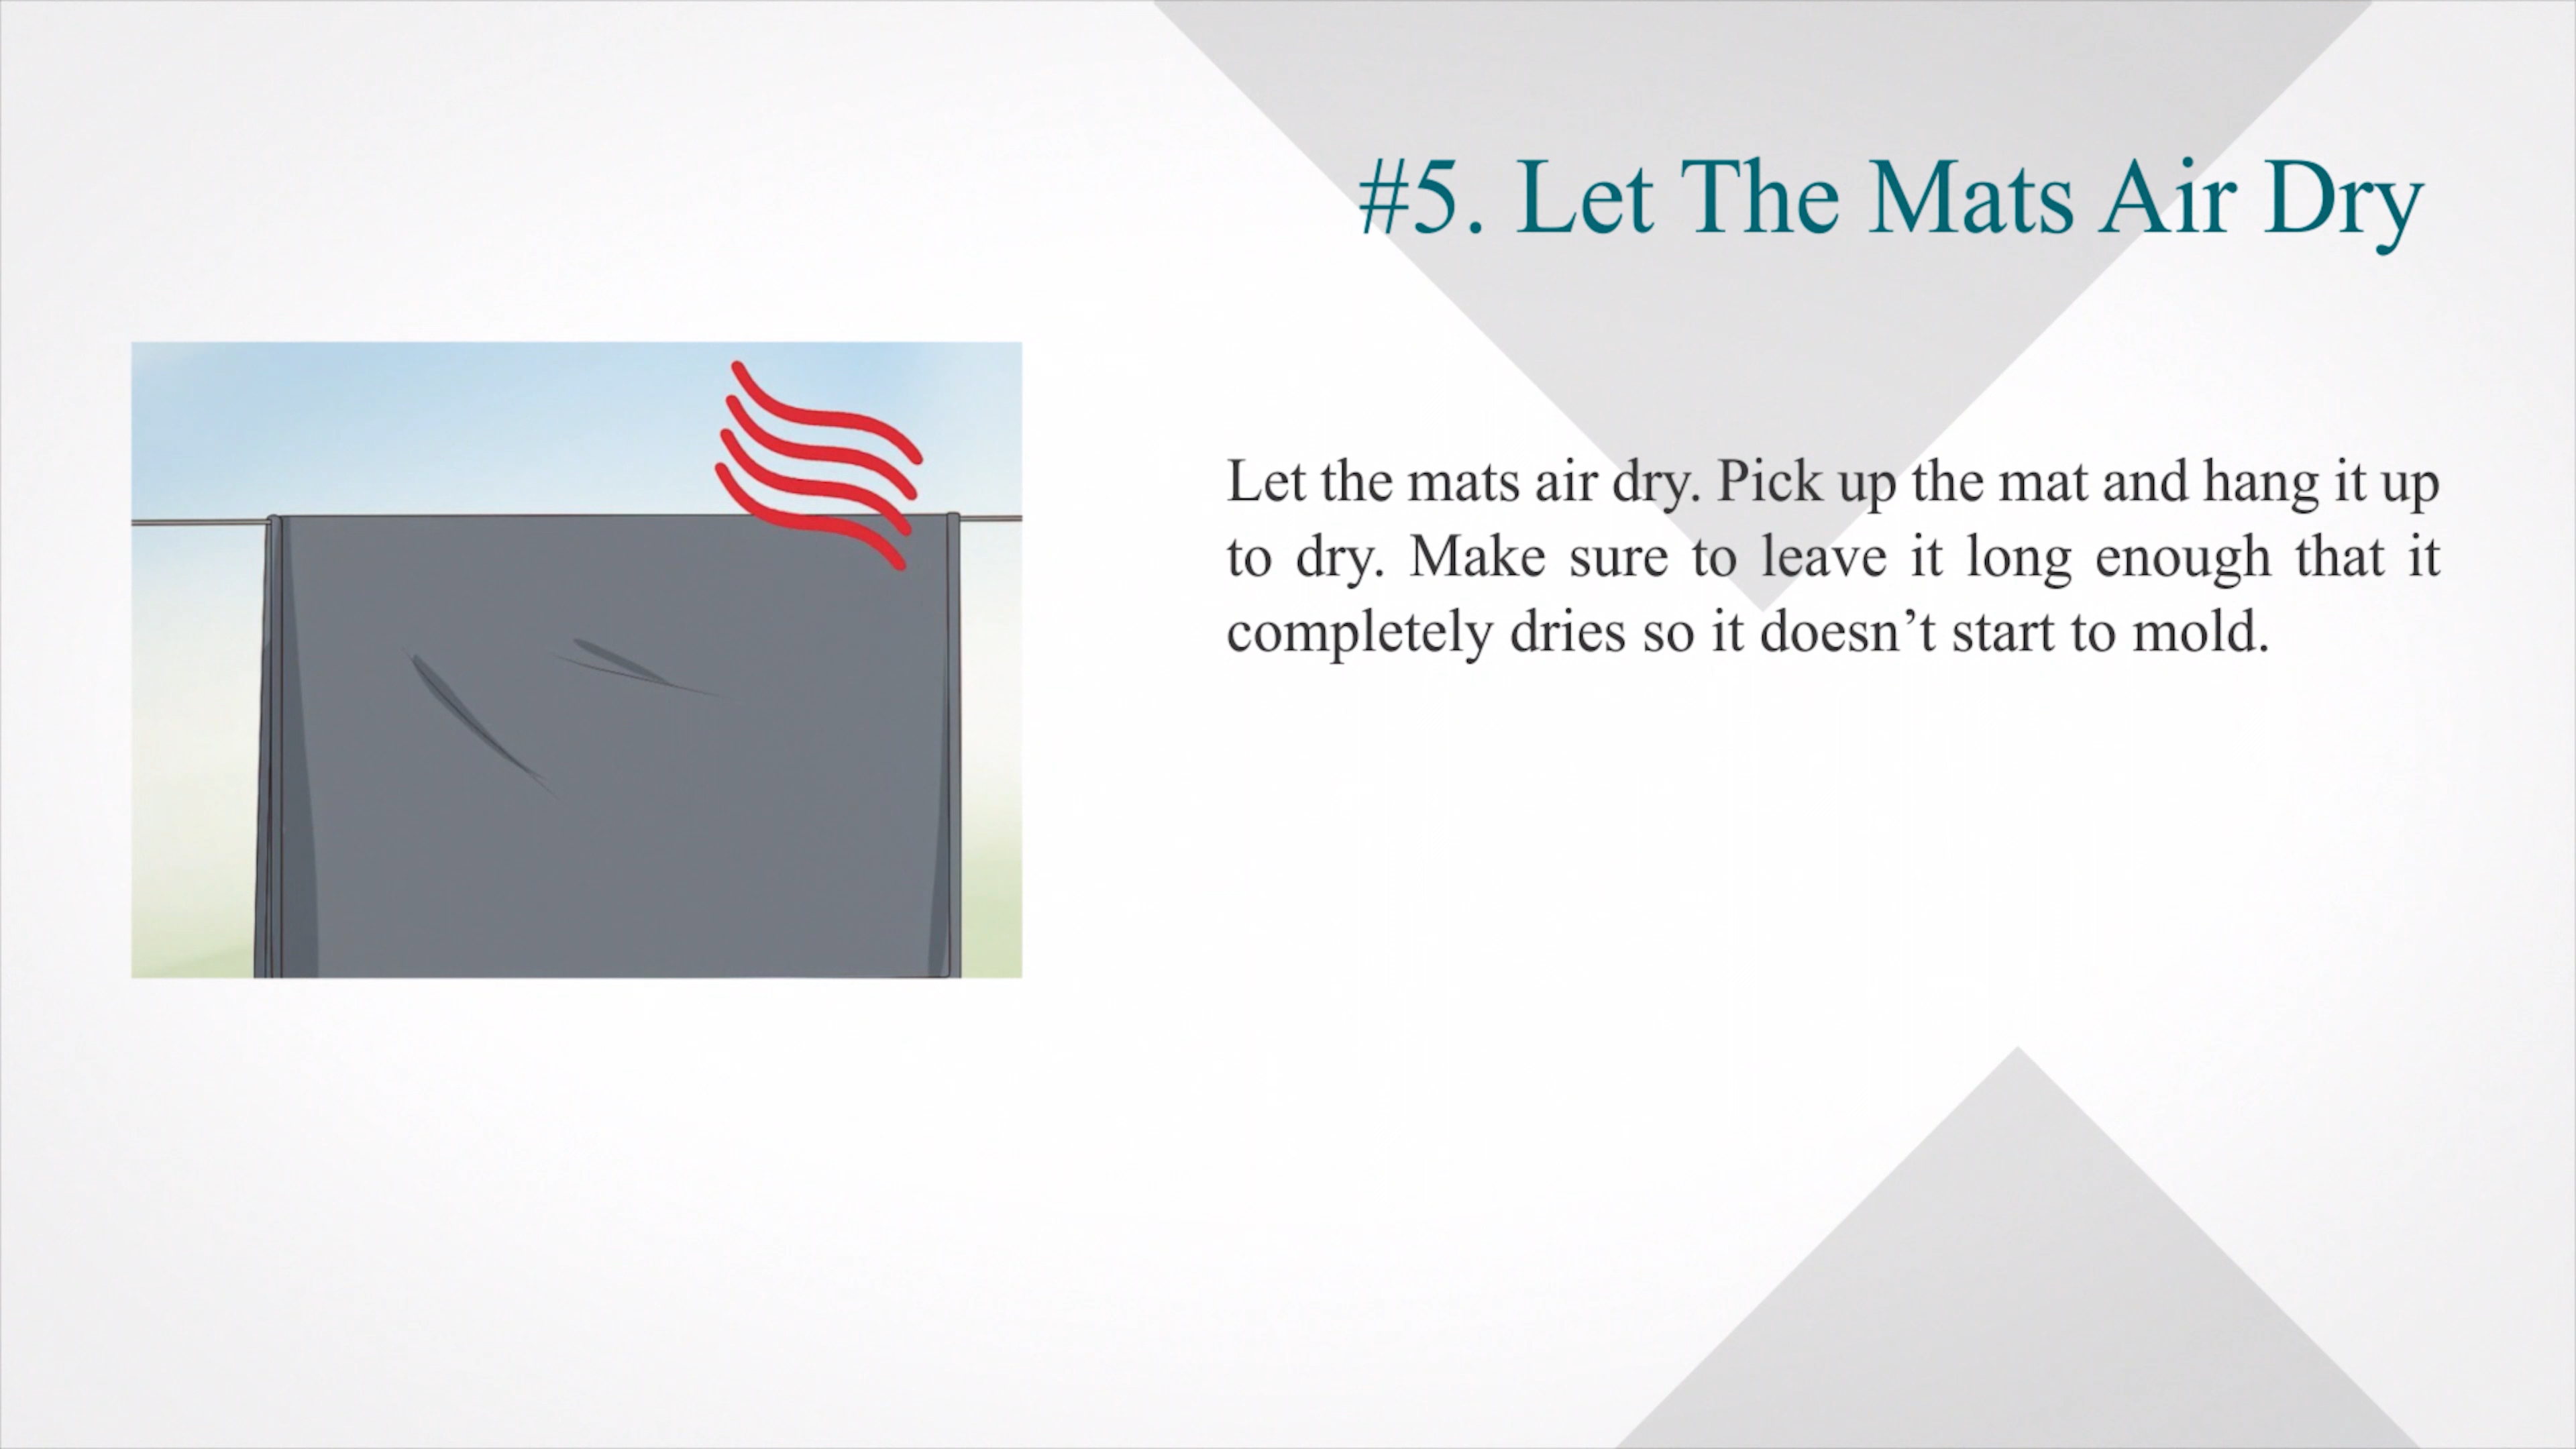 #5. Let The Mats Air Dry
Let the mats air dry. Pick up the mat and hang it up
to dry. Make sure to leave it long enough that it
completely dries so it doesn’t start to mold.